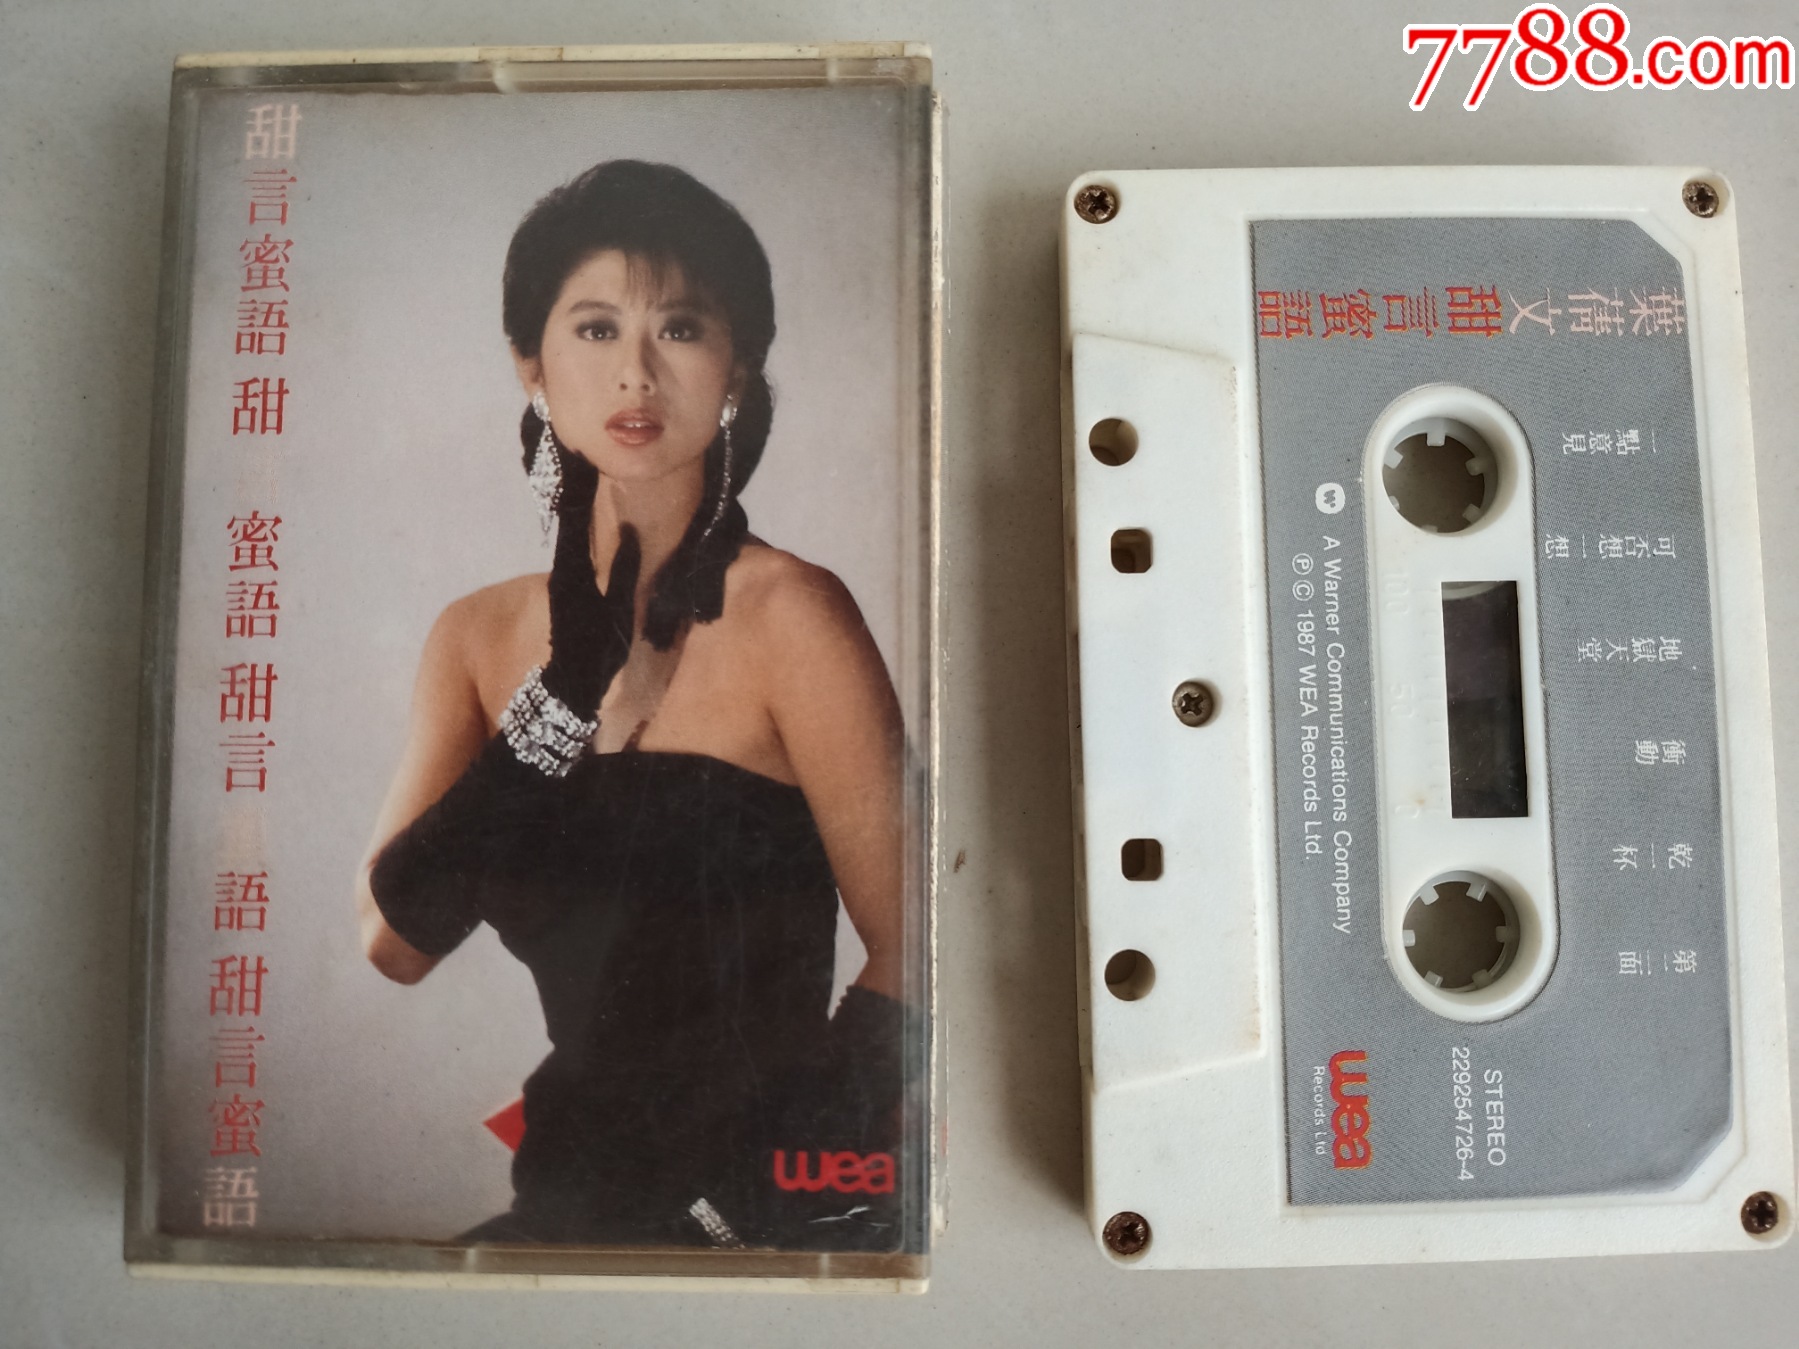 7788.com
甜言蜜語甜 蜜語甜言 語甜言蜜語
wea
葉蒨文 甜言蜜語
一點意見
可否想一想
地獄天堂
衝動
乾一杯
第二面
A Warner Communications Company
℗ © 1987 WEA Records Ltd.
STEREO
229254726-4
wea
Records Ltd